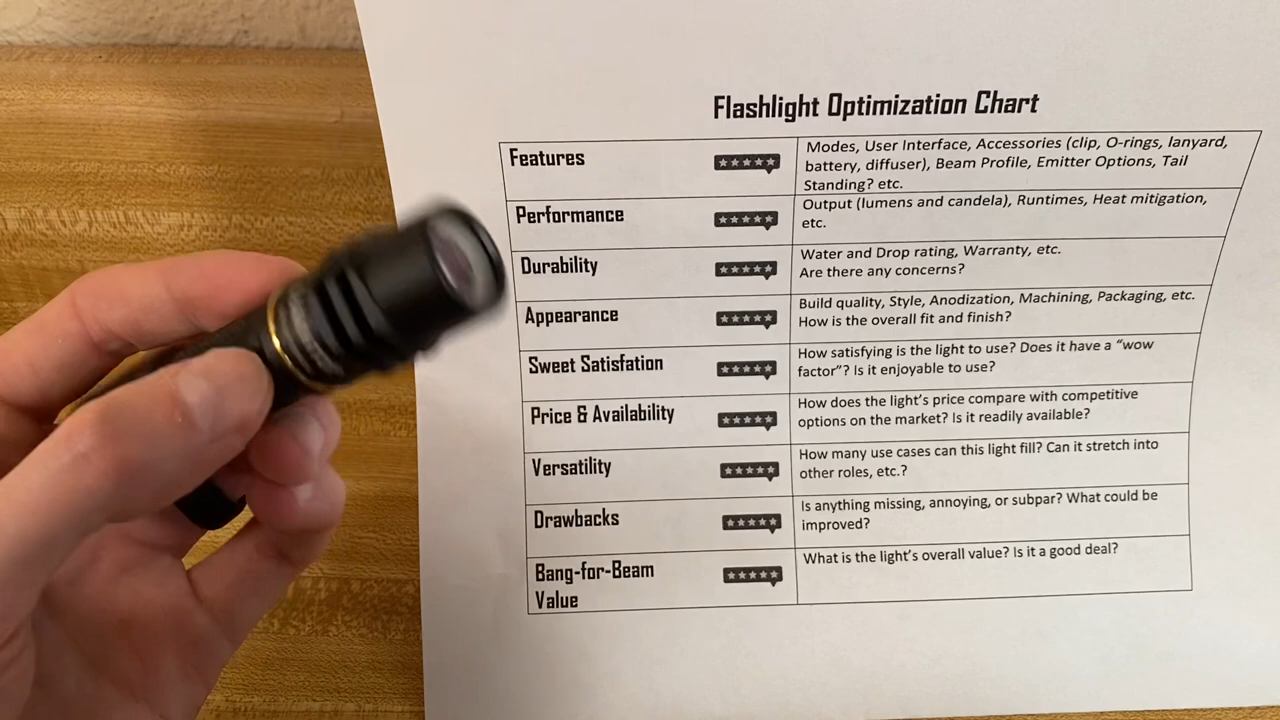 Flashlight Optimization Chart
Features
Modes, User Interface, Accessories (clip, O-rings, lanyard,
battery, diffuser), Beam Profile, Emitter Options, Tail
Standing? etc.
Performance
Output (lumens and candela), Runtimes, Heat mitigation,
etc.
Durability
Water and Drop rating, Warranty, etc.
Are there any concerns?
Appearance
Build quality, Style, Anodization, Machining, Packaging, etc.
How is the overall fit and finish?
Sweet Satisfation
How satisfying is the light to use? Does it have a “wow
factor”? Is it enjoyable to use?
Price & Availability
How does the light’s price compare with competitive
options on the market? Is it readily available?
Versatility
How many use cases can this light fill? Can it stretch into
other roles, etc.?
Drawbacks
Is anything missing, annoying, or subpar? What could be
improved?
Bang-for-Beam
Value
What is the light’s overall value? Is it a good deal?